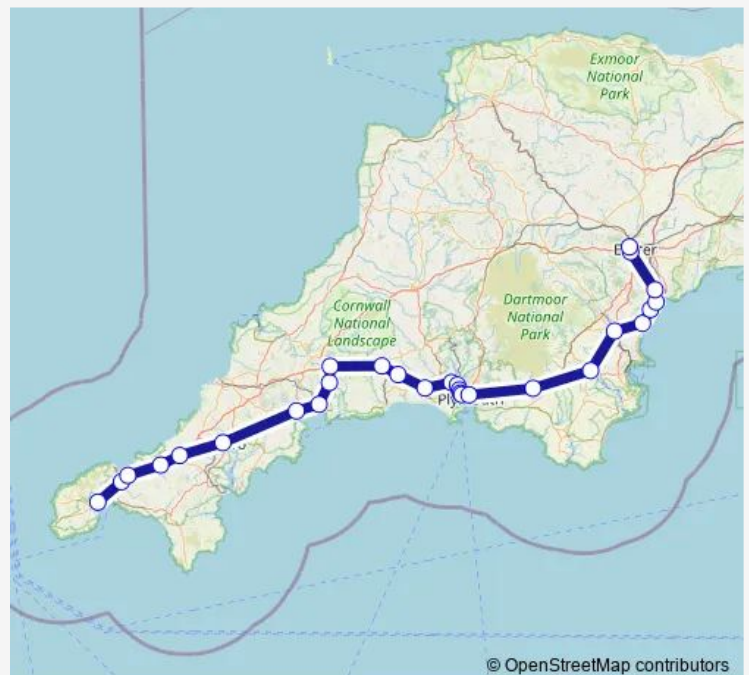 Exmoor
National
Park
Dartmoor
National
Park
Cornwall
National
Landscape
© OpenStreetMap contributors